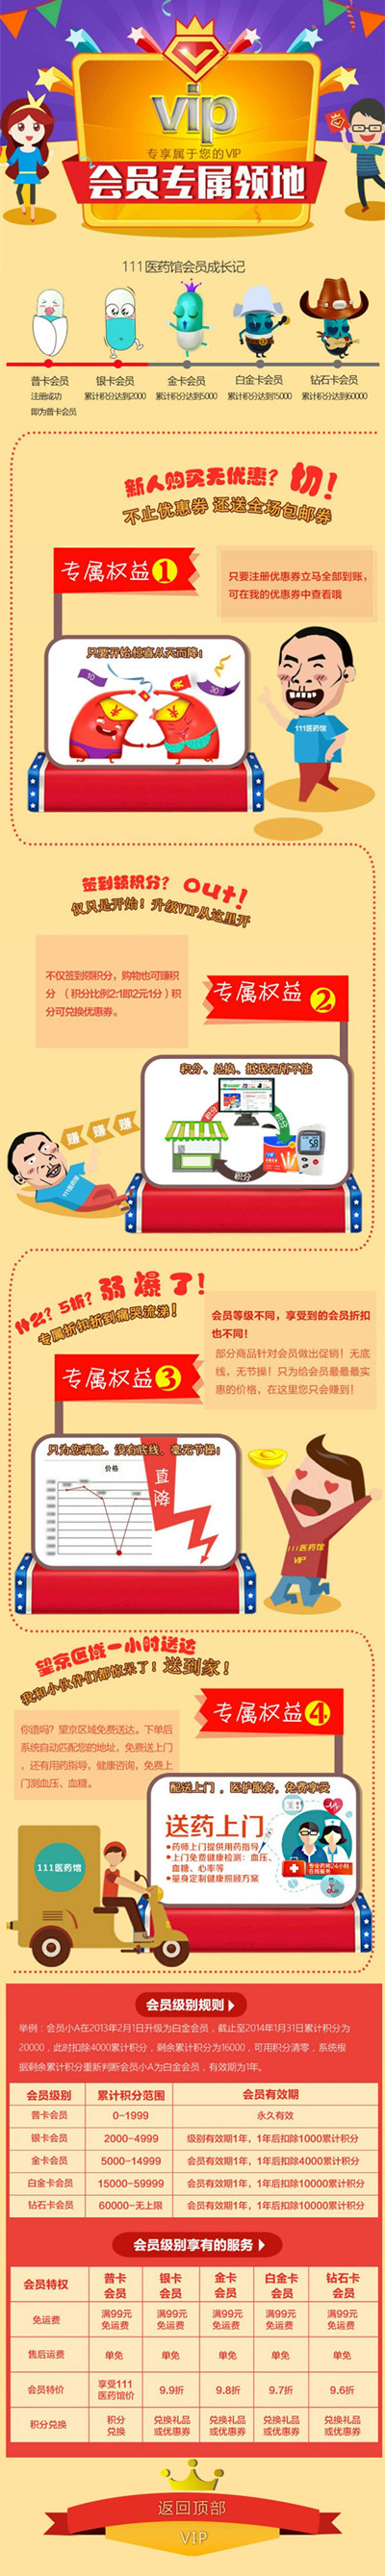 vip
专享属于您的VIP
会员专属领地
111医药馆会员成长记
普卡会员 银卡会员 金卡会员 白金卡会员 钻石卡会员
注册成功 累计积分达到2000 累计积分达到5000 累计积分达到15000 累计积分达到60000
即为普卡会员
新人购买无优惠？切！
不止优惠券 还送全场包邮券
专属权益1
只要注册优惠券立马全部到账，
可在我的优惠券中查看哦
只要开始惊喜从天而降！
10
30
111医药馆
签到领积分？Out！
仅只是开始！升级VIP从这里开
不仅签到领积分，购物也可赚积
分（积分比例2:1即2元1分）积
分可兑换优惠券。
专属权益2
积分、兑换、抵现无所不能
积分
积分
积分
58
赚 赚 赚
111医药馆
什么？5折？弱爆了！
专属折扣折到痛哭流涕！
会员等级不同，享受到的会员折扣
也不同！
部分商品针对会员做出促销！无底
线，无节操！只为给会员最最最实
惠的价格，在这里您只会赚到！
专属权益3
只为您满意，没有底线、毫无节操！
价格
直
111医药馆
VIP
望京区域一小时送达
我和小伙伴们都惊呆了！送到家！
专属权益4
你造吗？望京区域免费送达。下单后
系统自动匹配您的地址，免费送上门
，还有用药指导，健康咨询，免费上
门测血压、血糖。
配送上门，医护服务，免费享受
送药上门
●药师上门提供用药指导
●上门免费健康检测：血压、
血糖、心率等
●量身定制健康照顾方案
专业药师24小时
在线服务
111医药馆
会员级别规则
举例：会员小A在2013年2月1日升级为白金会员，截止至2014年1月31日累计积分为
20000，此时扣除4000累计积分，剩余累计积分为16000，可用积分清零，系统根
据剩余累计积分重新判断会员小A为白金会员，有效期为1年。
会员级别 累计积分范围 会员有效期
普卡会员 0-1999 永久有效
银卡会员 2000-4999 级别有效期1年，1年后扣除1000累计积分
金卡会员 5000-14999 会员有效期1年，1年后扣除4000累计积分
白金卡会员 15000-59999 会员有效期1年，1年后扣除10000累计积分
钻石卡会员 60000-无上限 会员有效期1年，1年后扣除10000累计积分
会员级别享有的服务
会员特权 普卡会员 银卡会员 金卡会员 白金卡会员 钻石卡会员
免运费 满99元免运费 满99元免运费 满99元免运费 满99元免运费 满99元免运费
售后运费 单免 单免 单免 单免 单免
会员特价 享受111医药馆价 9.9折 9.8折 9.7折 9.6折
积分兑换 积分兑换 兑换礼品或优惠券 兑换礼品或优惠券 兑换礼品或优惠券 兑换礼品或优惠券
返回顶部
VIP